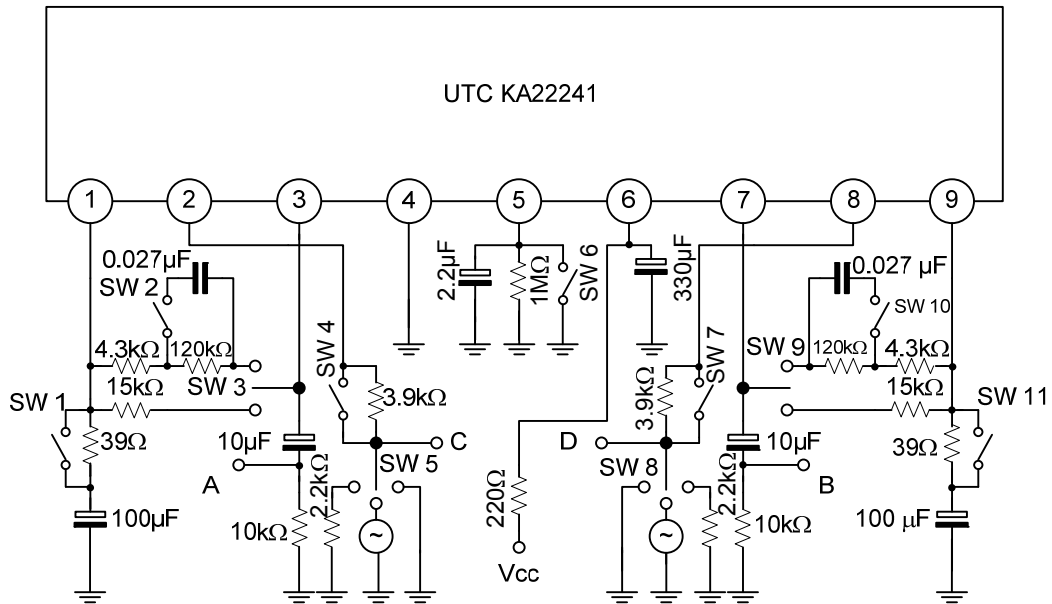 UTC KA22241
1 2 3 4 5 6 7 8 9
0.027µF
SW 2
4.3kΩ
120kΩ
SW 3
15kΩ
SW 1
39Ω
100µF
A
10µF
10kΩ
2.2kΩ
SW 4
3.9kΩ
C
SW 5
~
2.2µF
1MΩ
SW 6
330µF
220Ω
Vcc
D
3.9kΩ
SW 7
SW 8
~
2.2kΩ
10µF
B
10kΩ
0.027 µF
SW 10
SW 9
120kΩ
4.3kΩ
15kΩ
SW 11
39Ω
100 µF